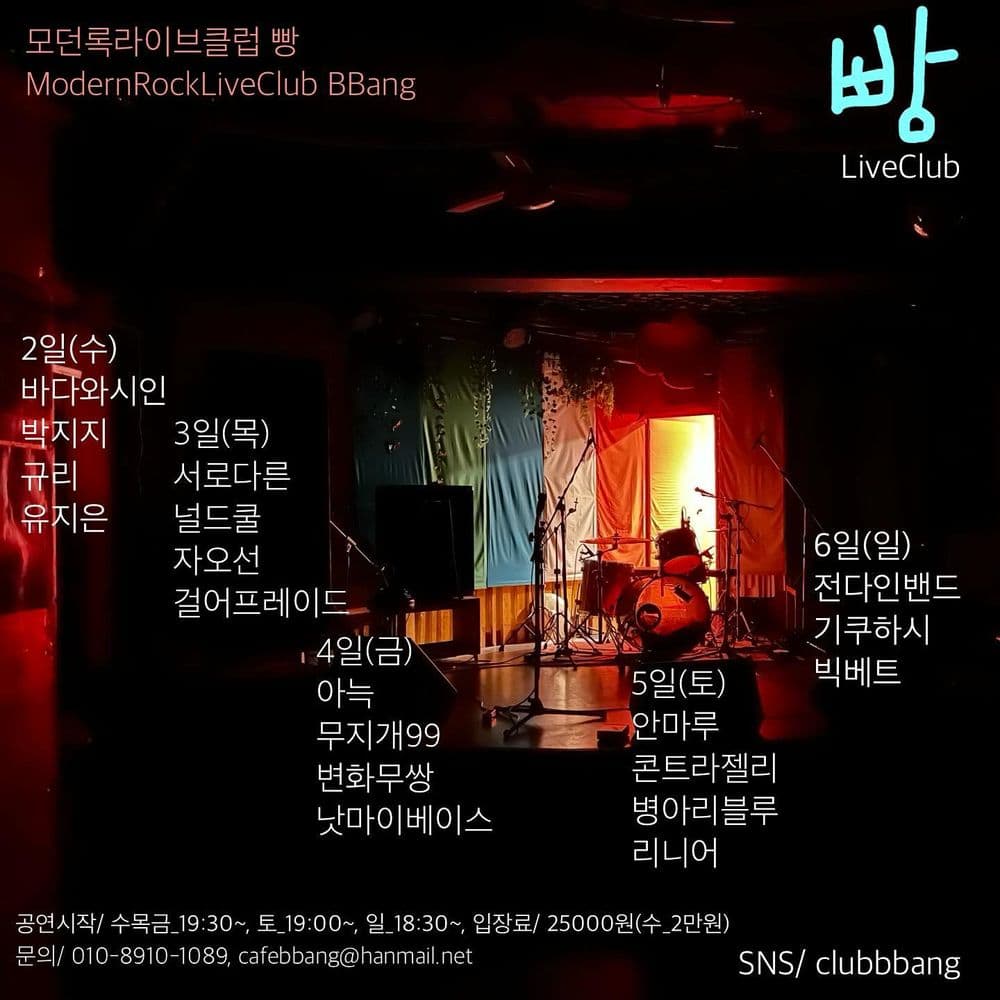 모던록라이브클럽 빵
ModernRockLiveClub BBang
빵
LiveClub
2일(수)
바다와시인
박지지
규리
유지은
3일(목)
서로다른
널드쿨
자오선
걸어프레이드
4일(금)
아늑
무지개99
변화무쌍
낫마이베이스
5일(토)
안마루
콘트라젤리
병아리블루
리니어
6일(일)
전다인밴드
기쿠하시
빅베트
공연시작/ 수목금_19:30~, 토_19:00~, 일_18:30~, 입장료/ 25000원(수_2만원)
문의/ 010-8910-1089, cafebbang@hanmail.net
SNS/ clubbbang